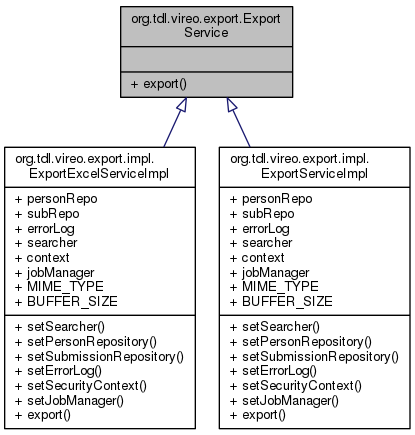 org.tdl.vireo.export.Export
Service
+ export()
org.tdl.vireo.export.impl.
ExportExcelServiceImpl
+ personRepo
+ subRepo
+ errorLog
+ searcher
+ context
+ jobManager
+ MIME_TYPE
+ BUFFER_SIZE
+ setSearcher()
+ setPersonRepository()
+ setSubmissionRepository()
+ setErrorLog()
+ setSecurityContext()
+ setJobManager()
+ export()
org.tdl.vireo.export.impl.
ExportServiceImpl
+ personRepo
+ subRepo
+ errorLog
+ searcher
+ context
+ jobManager
+ MIME_TYPE
+ BUFFER_SIZE
+ setSearcher()
+ setPersonRepository()
+ setSubmissionRepository()
+ setErrorLog()
+ setSecurityContext()
+ setJobManager()
+ export()